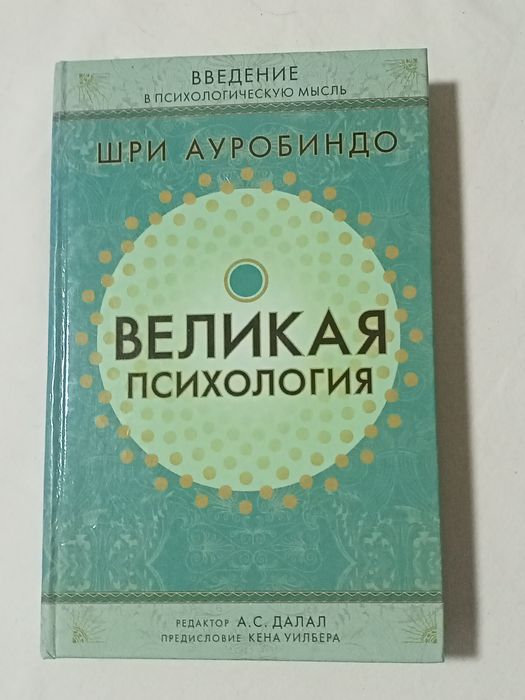 ВВЕДЕНИЕ
В ПСИХОЛОГИЧЕСКУЮ МЫСЛЬ
ШРИ АУРОБИНДО
ВЕЛИКАЯ
ПСИХОЛОГИЯ
РЕДАКТОР А.С. ДАЛАЛ
ПРЕДИСЛОВИЕ КЕНА УИЛБЕРА